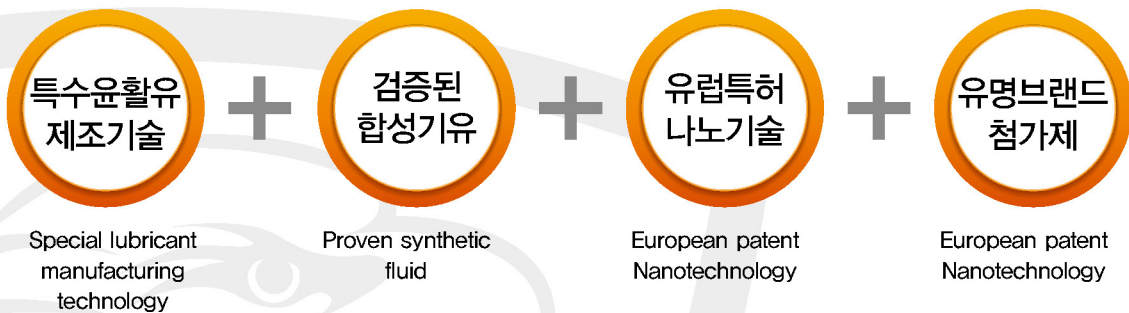 특수윤활유
제조기술
검증된
합성기유
유럽특허
나노기술
유명브랜드
첨가제
Special lubricant
manufacturing
technology
Proven synthetic
fluid
European patent
Nanotechnology
European patent
Nanotechnology